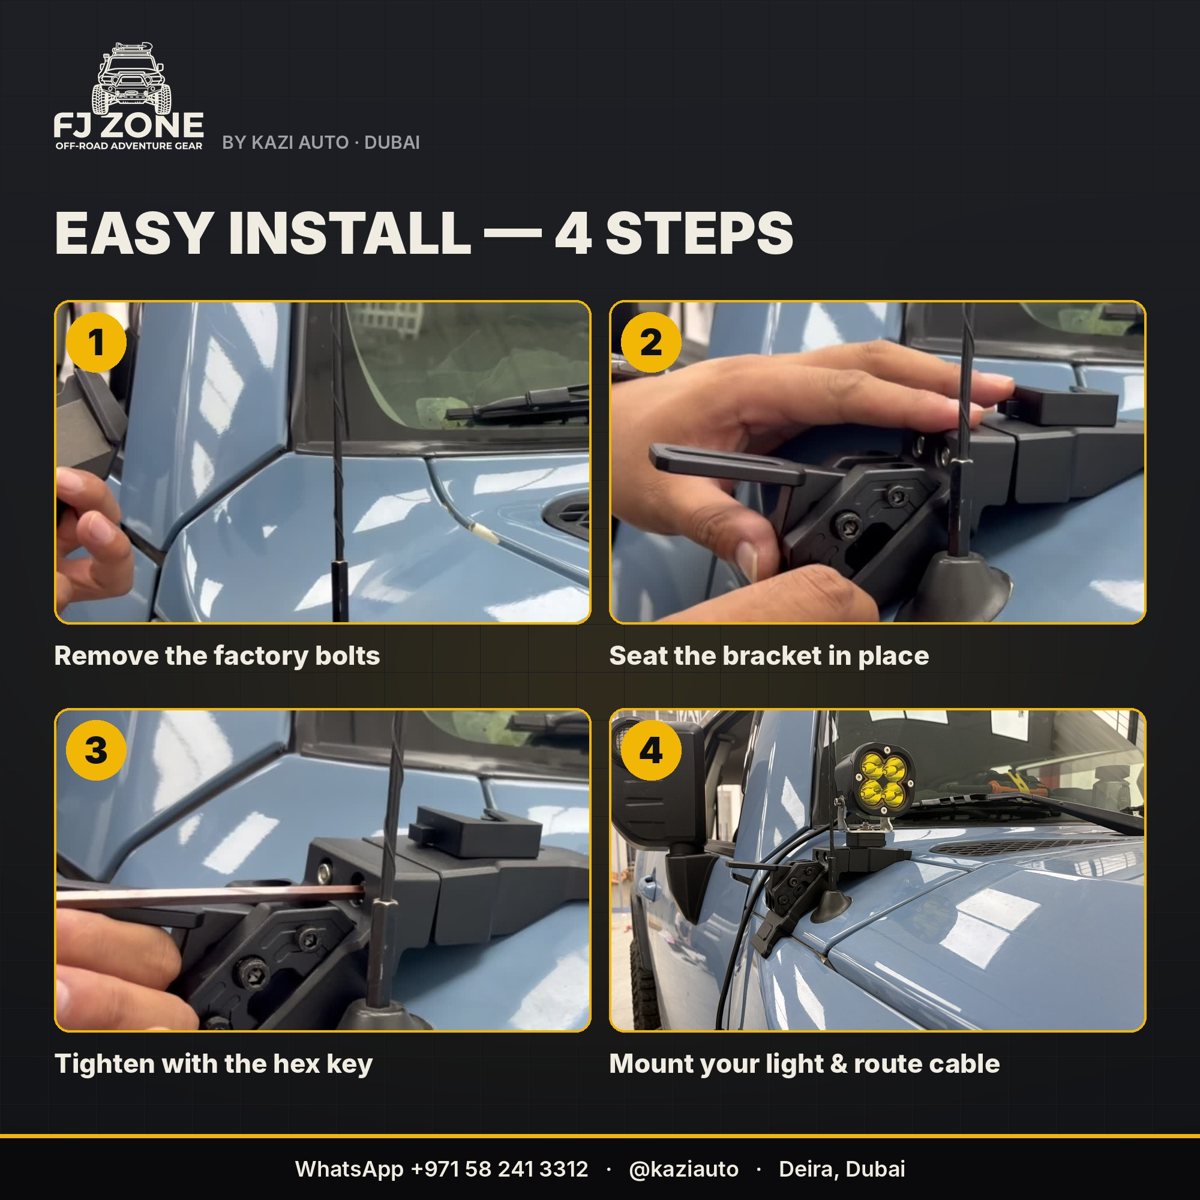 FJ ZONE
OFF-ROAD ADVENTURE GEAR
BY KAZI AUTO · DUBAI
EASY INSTALL — 4 STEPS
1
2
Remove the factory bolts
Seat the bracket in place
3
4
Tighten with the hex key
Mount your light & route cable
WhatsApp +971 58 241 3312 · @kaziauto · Deira, Dubai